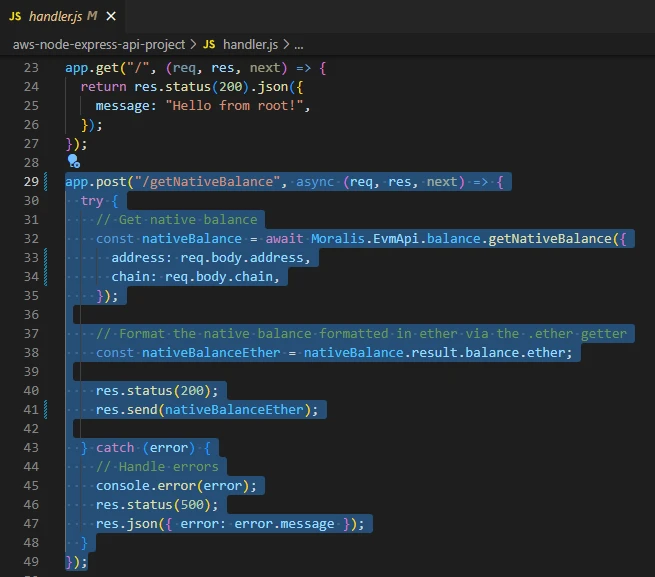 JS handler.js M ×
aws-node-express-api-project > JS handler.js > ...
23 app.get("/", (req, res, next) => {
24   return res.status(200).json({
25     message: "Hello from root!",
26   });
27 });
28
29 app.post("/getNativeBalance", async (req, res, next) => {
30   try {
31     // Get native balance
32     const nativeBalance = await Moralis.EvmApi.balance.getNativeBalance({
33       address: req.body.address,
34       chain: req.body.chain,
35     });
36
37     // Format the native balance formatted in ether via the .ether getter
38     const nativeBalanceEther = nativeBalance.result.balance.ether;
39
40     res.status(200);
41     res.send(nativeBalanceEther);
42
43   } catch (error) {
44     // Handle errors
45     console.error(error);
46     res.status(500);
47     res.json({ error: error.message });
48   }
49 });